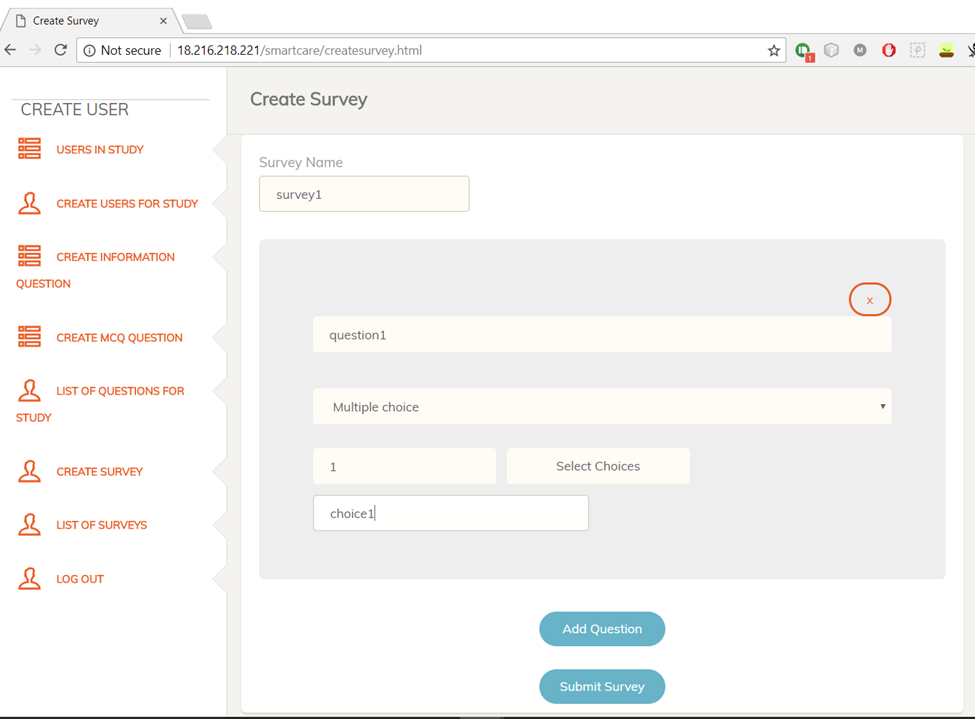 Create Survey
Not secure 18.216.218.221/smartcare/createsurvey.html
1
M
CREATE USER
USERS IN STUDY
CREATE USERS FOR STUDY
CREATE INFORMATION
QUESTION
CREATE MCQ QUESTION
LIST OF QUESTIONS FOR
STUDY
CREATE SURVEY
LIST OF SURVEYS
LOG OUT
Create Survey
Survey Name
survey1
x
question1
Multiple choice
1 Select Choices
choice1
Add Question
Submit Survey